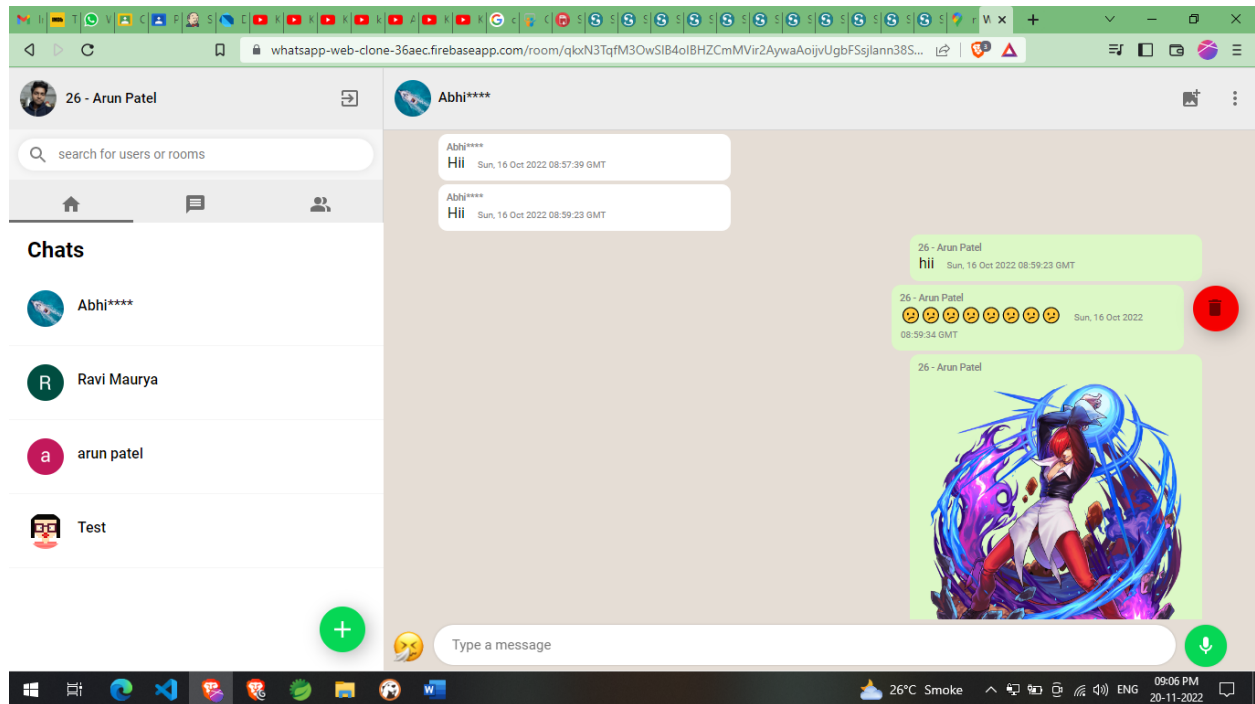 whatsapp-web-clone-36aec.firebaseapp.com/room/qkxN3TqfM3OwSlB4oIBHZCmMVir2AywaAoijvUgbFSsjlann38S...
26 - Arun Patel
Abhi****
search for users or rooms
Chats
Abhi****
R
Ravi Maurya
a
arun patel
Test
Abhi****
Hii Sun, 16 Oct 2022 08:57:39 GMT
Abhi****
Hii Sun, 16 Oct 2022 08:59:23 GMT
26 - Arun Patel
hii Sun, 16 Oct 2022 08:59:23 GMT
26 - Arun Patel
😕😕😕😕😕😕😕😕 Sun, 16 Oct 2022
08:59:34 GMT
26 - Arun Patel
Type a message
26°C Smoke
ENG
09:06 PM
20-11-2022